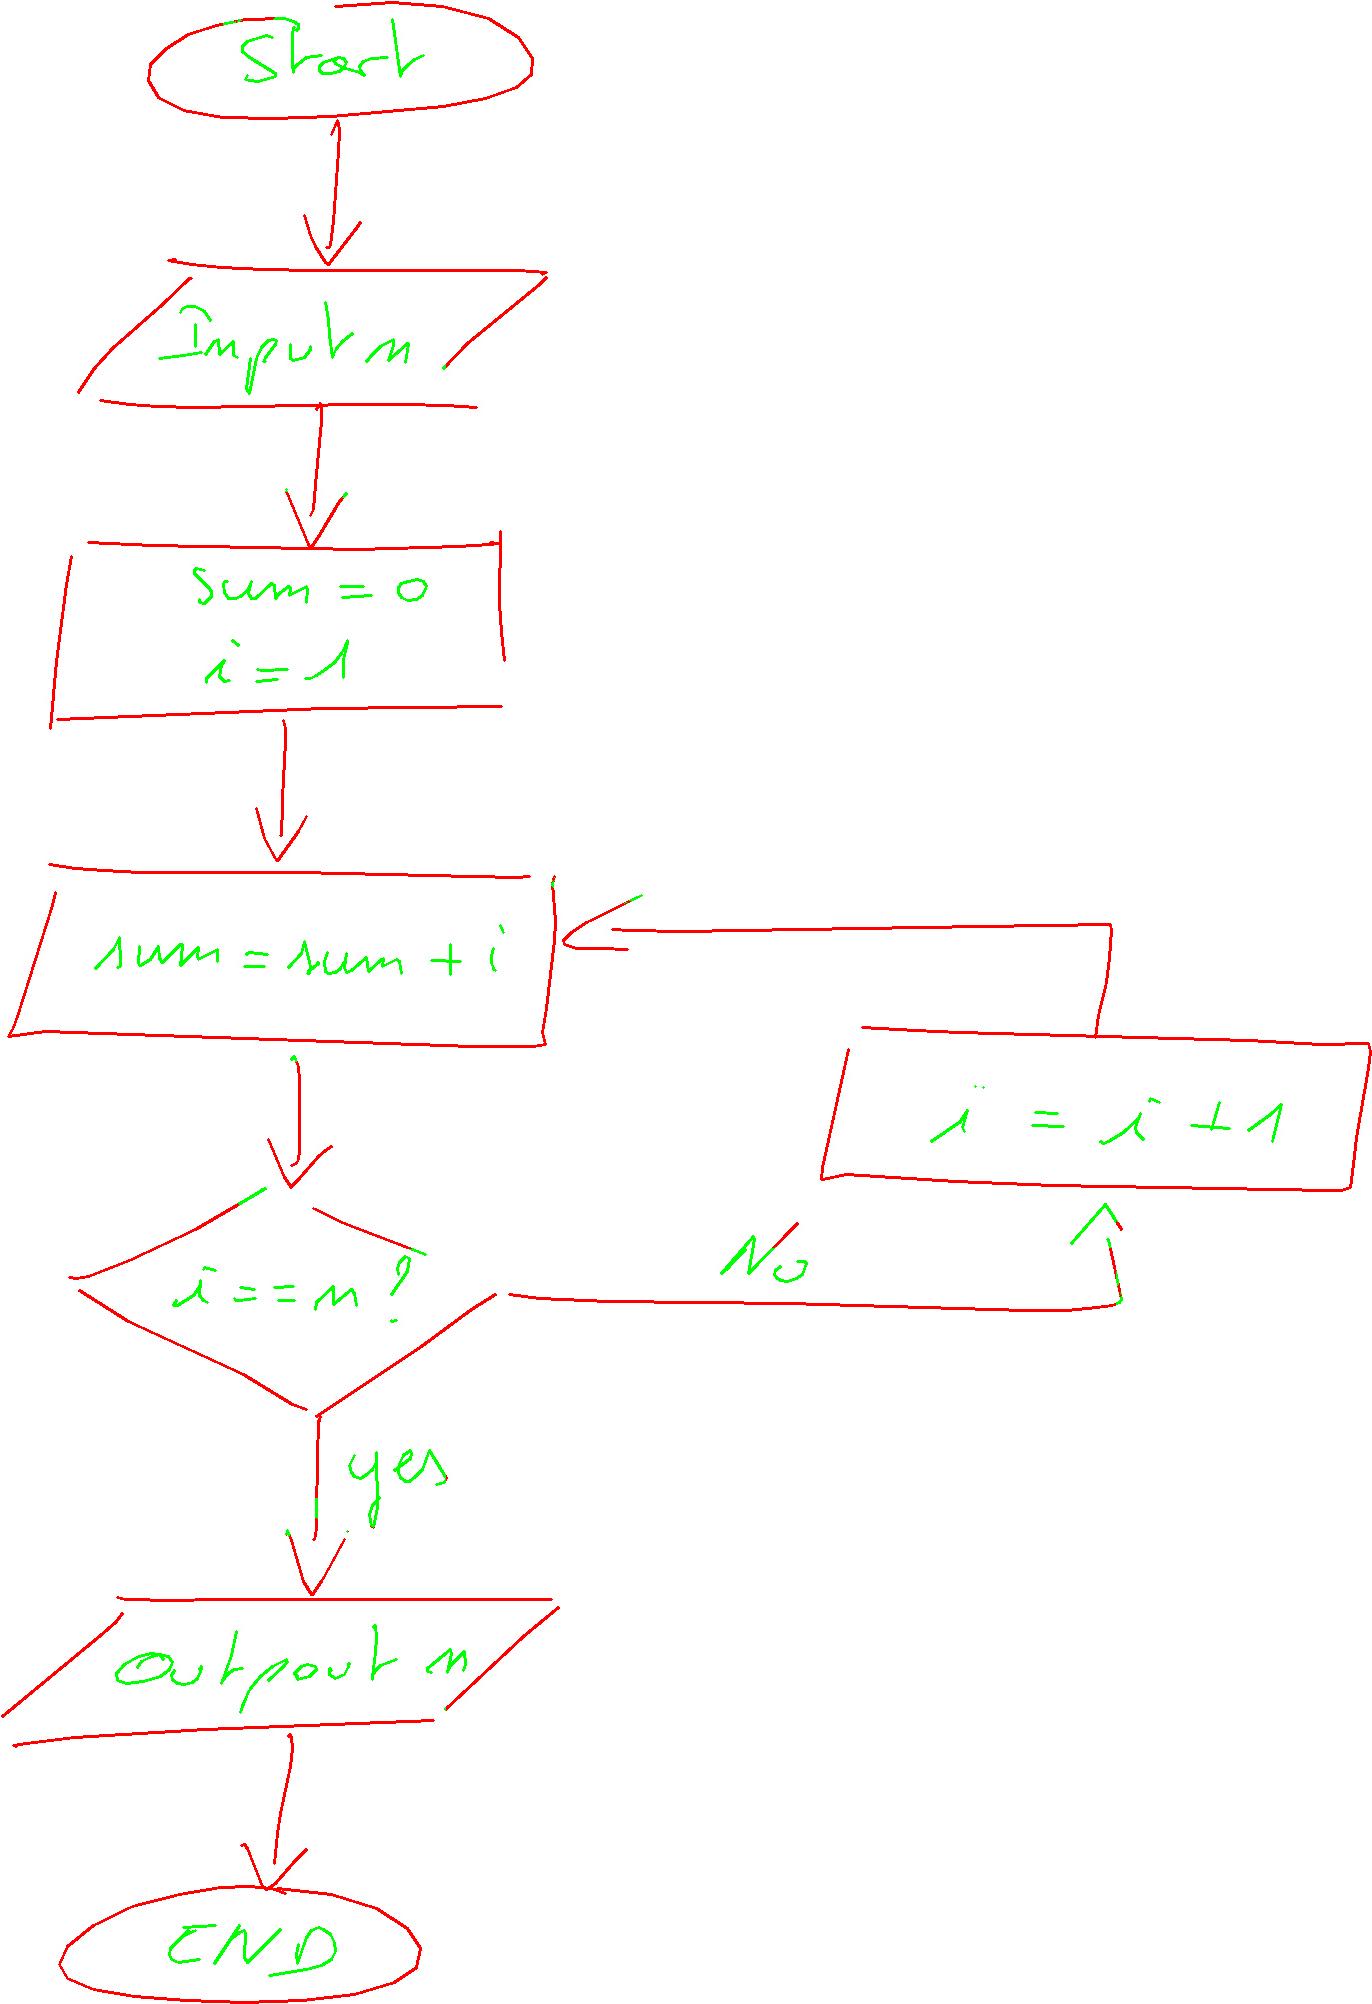 Start
Input n
sum = 0
i = 1
sum = sum + i
i = i + 1
No
i == n ?
yes
Outpout n
END